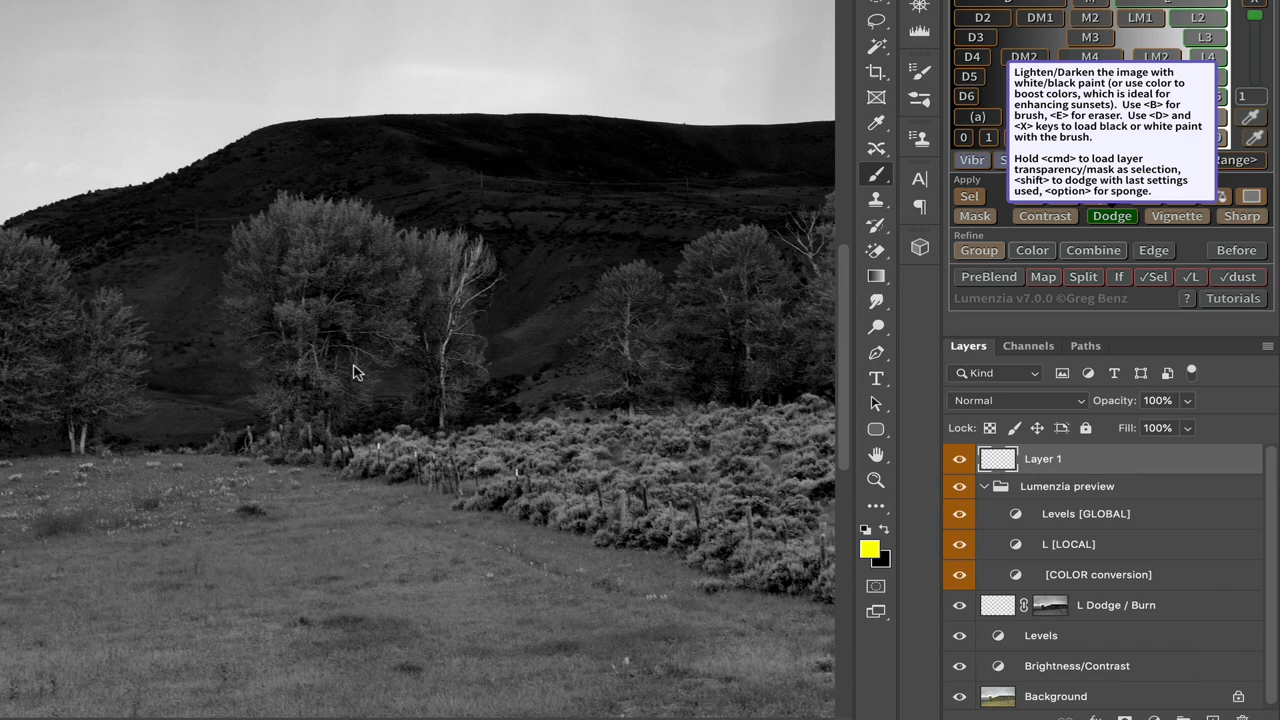 M
E
X
D2 DM1 M2 LM1 L2
D3 M3 L3
D4 DM2 M4 LM2 L4
D5
D6
1
(a)
0 1
Vibr
Range>
Lighten/Darken the image with
white/black paint (or use color to
boost colors, which is ideal for
enhancing sunsets). Use <B> for
brush, <E> for eraser. Use <D> and
<X> keys to load black or white paint
with the brush.
Hold <cmd> to load layer
transparency/mask as selection,
<shift> to dodge with last settings
used, <option> for sponge.
Apply
Sel
Mask Contrast Dodge Vignette Sharp
Refine
Group Color Combine Edge Before
PreBlend Map Split If ✓Sel ✓L ✓dust
Lumenzia v7.0.0 ©Greg Benz ? Tutorials
Layers Channels Paths
Kind
Normal Opacity: 100%
Lock: Fill: 100%
Layer 1
Lumenzia preview
Levels [GLOBAL]
L [LOCAL]
[COLOR conversion]
L Dodge / Burn
Levels
Brightness/Contrast
Background